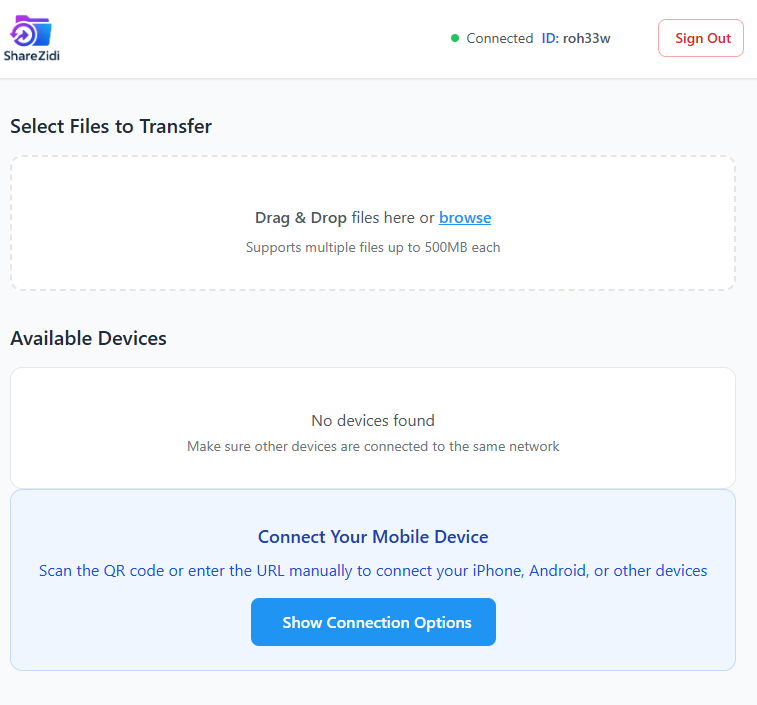 ShareZidi
Connected ID: roh33w
Sign Out
Select Files to Transfer
Drag & Drop files here or browse
Supports multiple files up to 500MB each
Available Devices
No devices found
Make sure other devices are connected to the same network
Connect Your Mobile Device
Scan the QR code or enter the URL manually to connect your iPhone, Android, or other devices
Show Connection Options